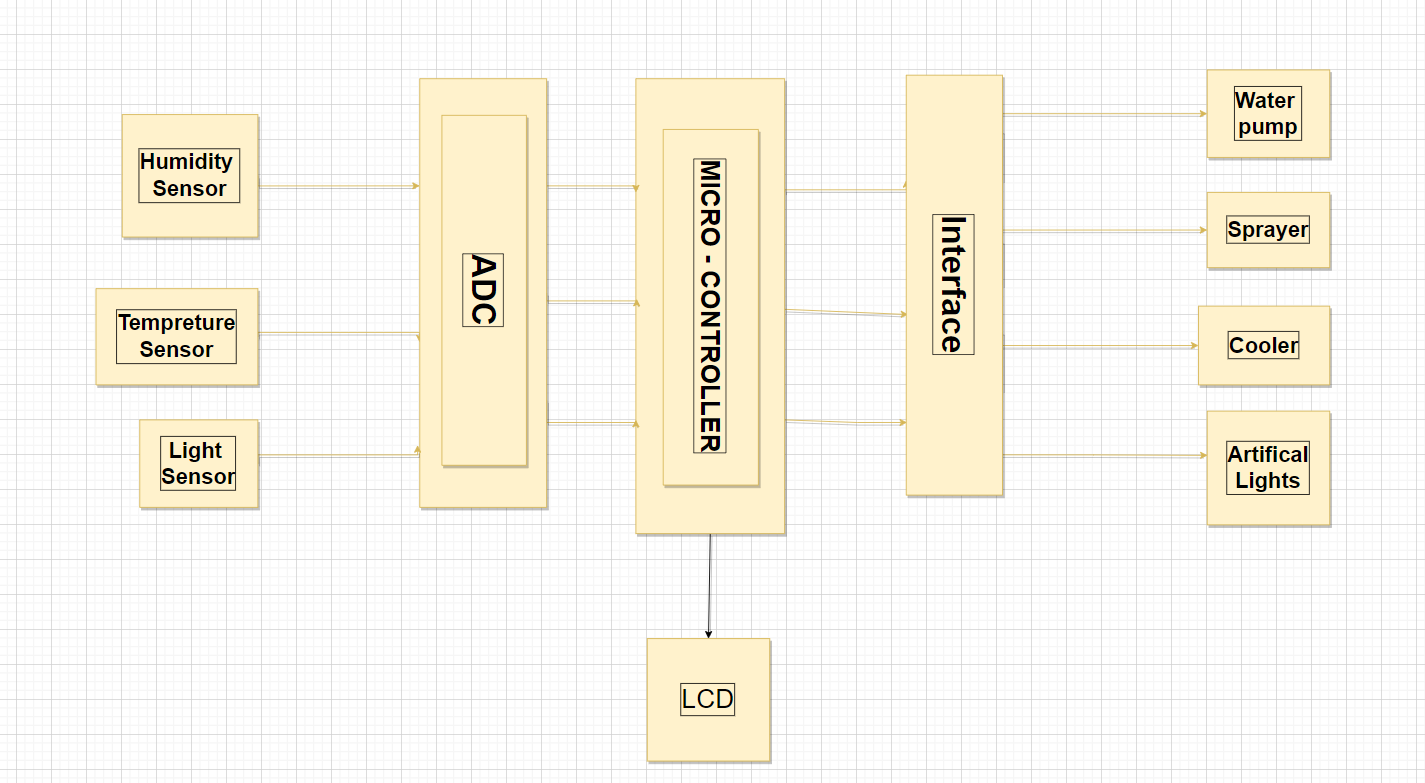 Humidity
Sensor
Tempreture
Sensor
Light
Sensor
ADC
MICRO - CONTROLLER
Interface
Water
pump
Sprayer
Cooler
Artifical
Lights
LCD